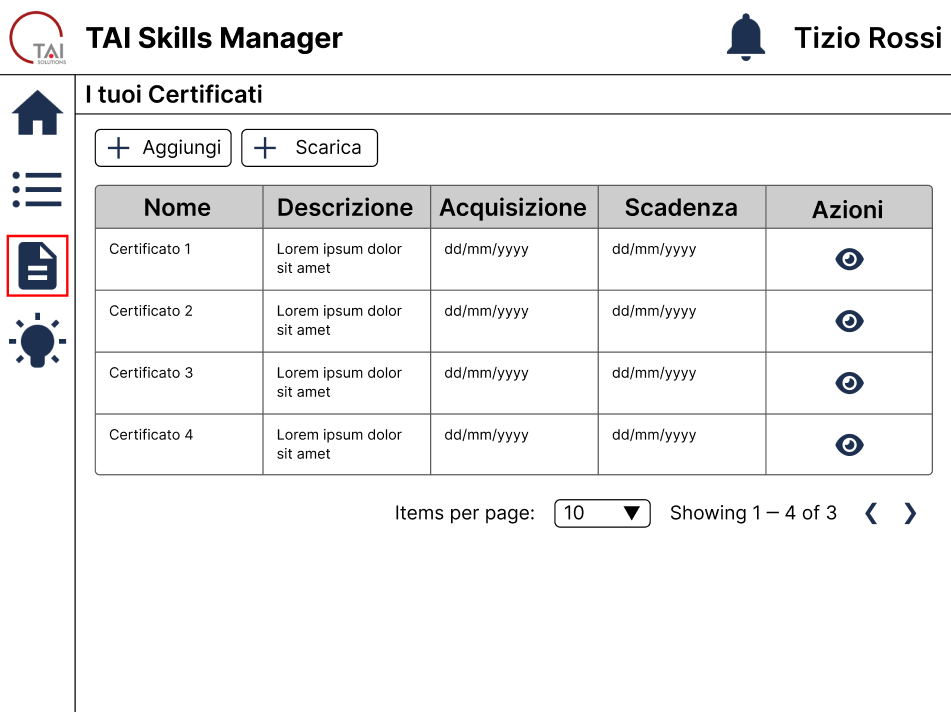 TAI
SOLUTIONS
TAI Skills Manager
Tizio Rossi
I tuoi Certificati
Aggiungi
Scarica
Nome Descrizione Acquisizione Scadenza Azioni
Certificato 1 Lorem ipsum dolor dd/mm/yyyy dd/mm/yyyy
sit amet
Certificato 2 Lorem ipsum dolor dd/mm/yyyy dd/mm/yyyy
sit amet
Certificato 3 Lorem ipsum dolor dd/mm/yyyy dd/mm/yyyy
sit amet
Certificato 4 Lorem ipsum dolor dd/mm/yyyy dd/mm/yyyy
sit amet
Items per page: 10 Showing 1 – 4 of 3